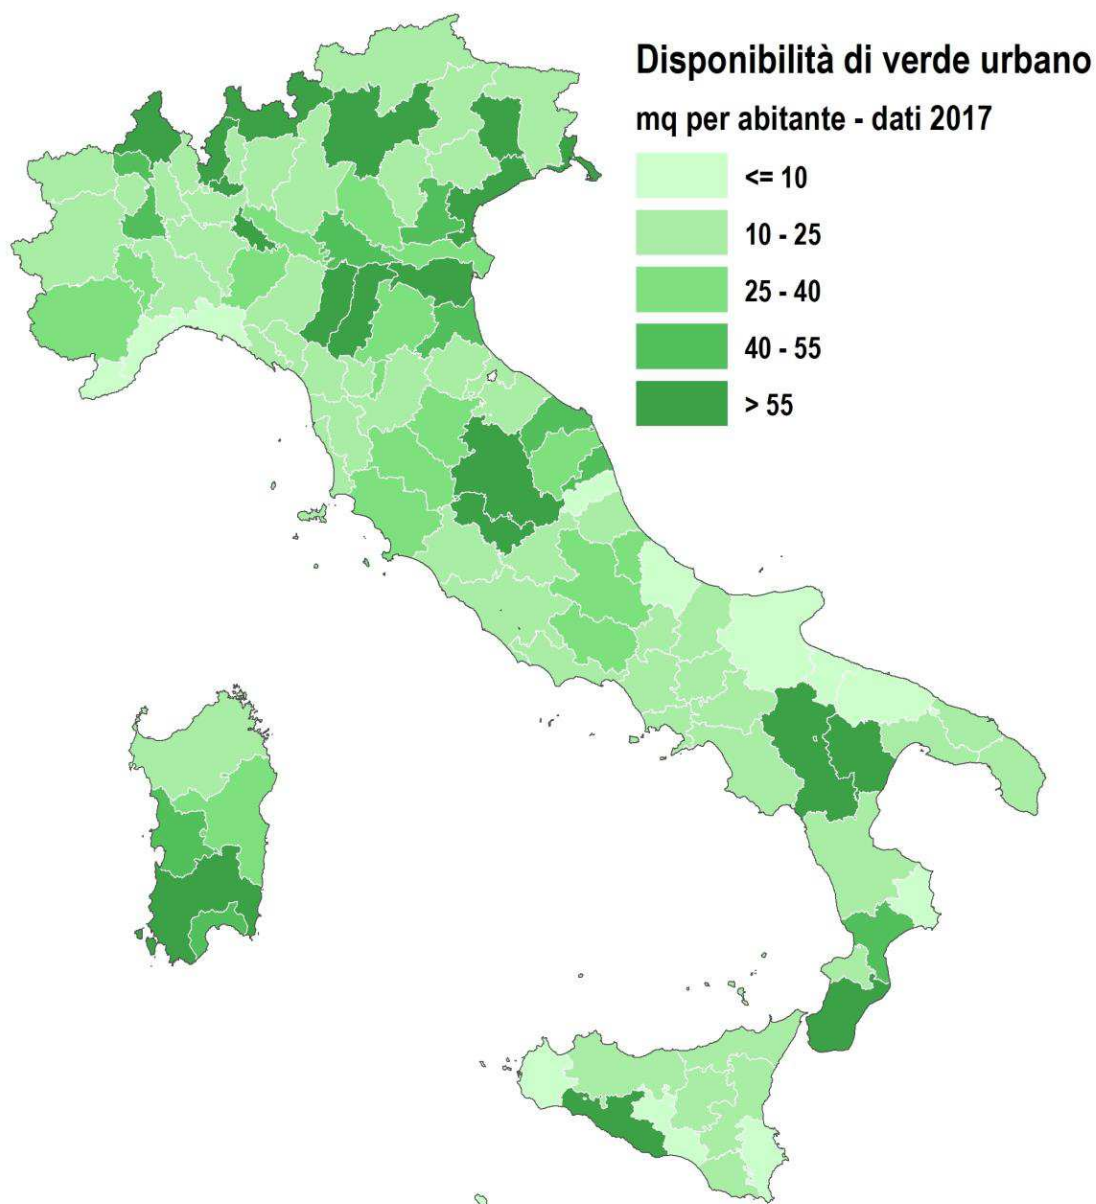 Disponibilità di verde urbano
mq per abitante - dati 2017
<= 10
10 - 25
25 - 40
40 - 55
> 55